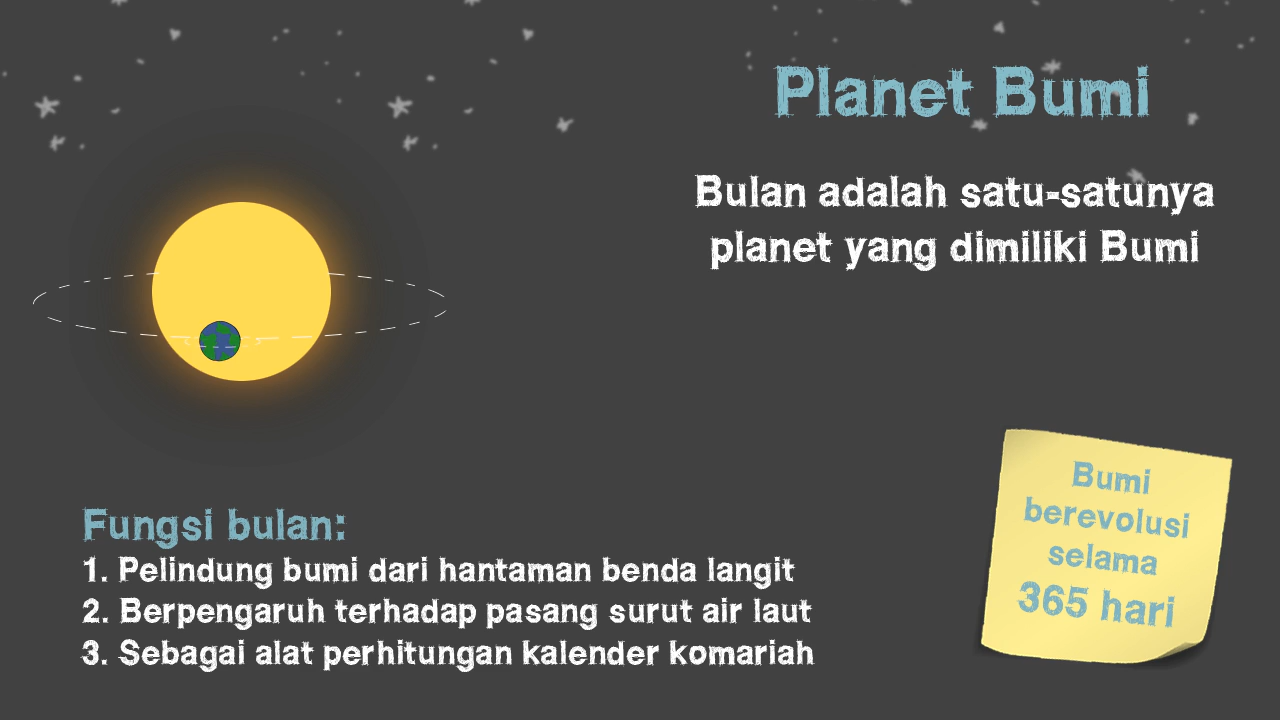 Planet Bumi
Bulan adalah satu-satunya
planet yang dimiliki Bumi
Fungsi bulan:
1. Pelindung bumi dari hantaman benda langit
2. Berpengaruh terhadap pasang surut air laut
3. Sebagai alat perhitungan kalender komariah
Bumi
berevolusi
selama
365 hari